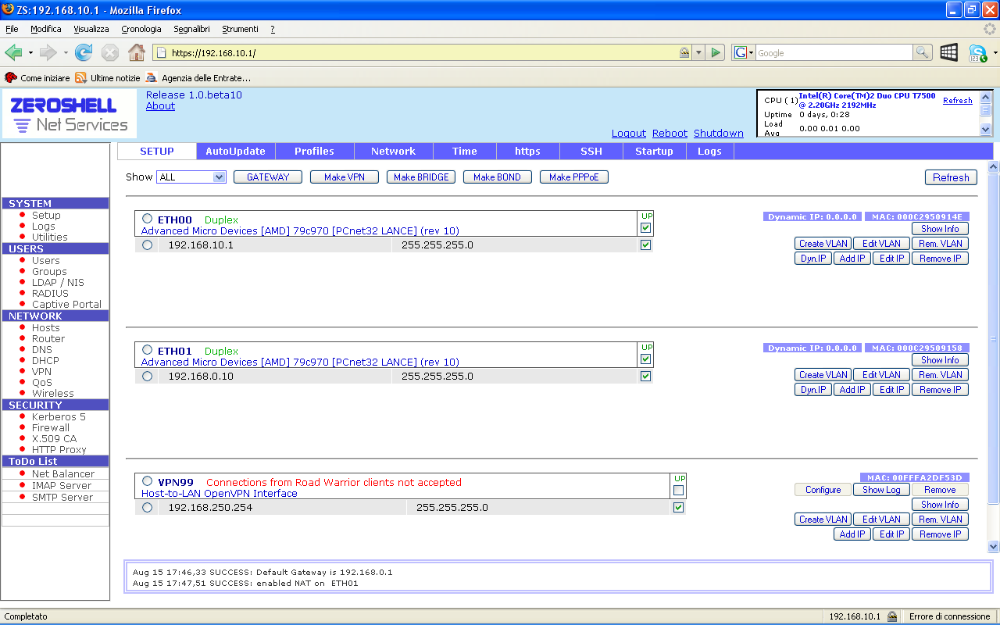 ZS:192.168.10.1 - Mozilla Firefox
File Modifica Visualizza Cronologia Segnalibri Strumenti ?
https://192.168.10.1/
G Google
Come iniziare Ultime notizie Agenzia delle Entrate...
ZEROSHELL
Net Services
Release 1.0.beta10
About
Logout Reboot Shutdown
CPU ( 1) Intel(R) Core(TM)2 Duo CPU T7500 @ 2.20GHz 2192MHz Refresh
Uptime 0 days, 0:28
Load 0.00 0.01 0.00
Avg
SETUP AutoUpdate Profiles Network Time https SSH Startup Logs
Show ALL GATEWAY Make VPN Make BRIDGE Make BOND Make PPPoE Refresh
SYSTEM
Setup
Logs
Utilities
USERS
Users
Groups
LDAP / NIS
RADIUS
Captive Portal
NETWORK
Hosts
Router
DNS
DHCP
VPN
QoS
Wireless
SECURITY
Kerberos 5
Firewall
X.509 CA
HTTP Proxy
ToDo List
Net Balancer
IMAP Server
SMTP Server
ETH00 Duplex UP
Advanced Micro Devices [AMD] 79c970 [PCnet32 LANCE] (rev 10)
192.168.10.1 255.255.255.0
Dynamic IP: 0.0.0.0 MAC: 000C2950914E
Show Info
Create VLAN Edit VLAN Rem. VLAN
Dyn.IP Add IP Edit IP Remove IP
ETH01 Duplex UP
Advanced Micro Devices [AMD] 79c970 [PCnet32 LANCE] (rev 10)
192.168.0.10 255.255.255.0
Dynamic IP: 0.0.0.0 MAC: 000C29509158
Show Info
Create VLAN Edit VLAN Rem. VLAN
Dyn.IP Add IP Edit IP Remove IP
VPN99 Connections from Road Warrior clients not accepted UP
Host-to-LAN OpenVPN Interface
192.168.250.254 255.255.255.0
MAC: 00FFFA2DF53D
Configure Show Log Remove
Show Info
Create VLAN Edit VLAN Rem. VLAN
Add IP Edit IP Remove IP
Aug 15 17:46,33 SUCCESS: Default Gateway is 192.168.0.1
Aug 15 17:47,51 SUCCESS: enabled NAT on ETH01
Completato 192.168.10.1 Errore di connessione